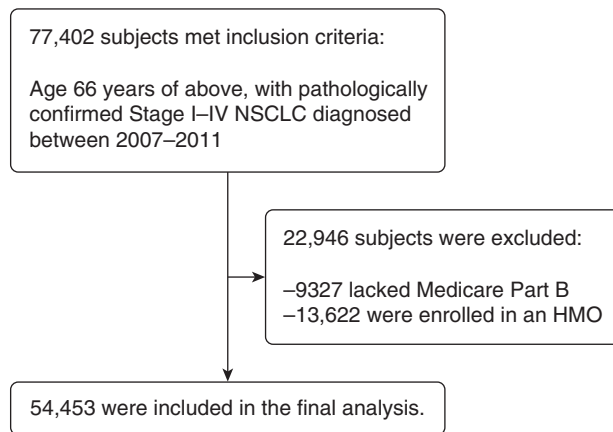 77,402 subjects met inclusion criteria:
Age 66 years of above, with pathologically
confirmed Stage I–IV NSCLC diagnosed
between 2007–2011
22,946 subjects were excluded:
–9327 lacked Medicare Part B
–13,622 were enrolled in an HMO
54,453 were included in the final analysis.